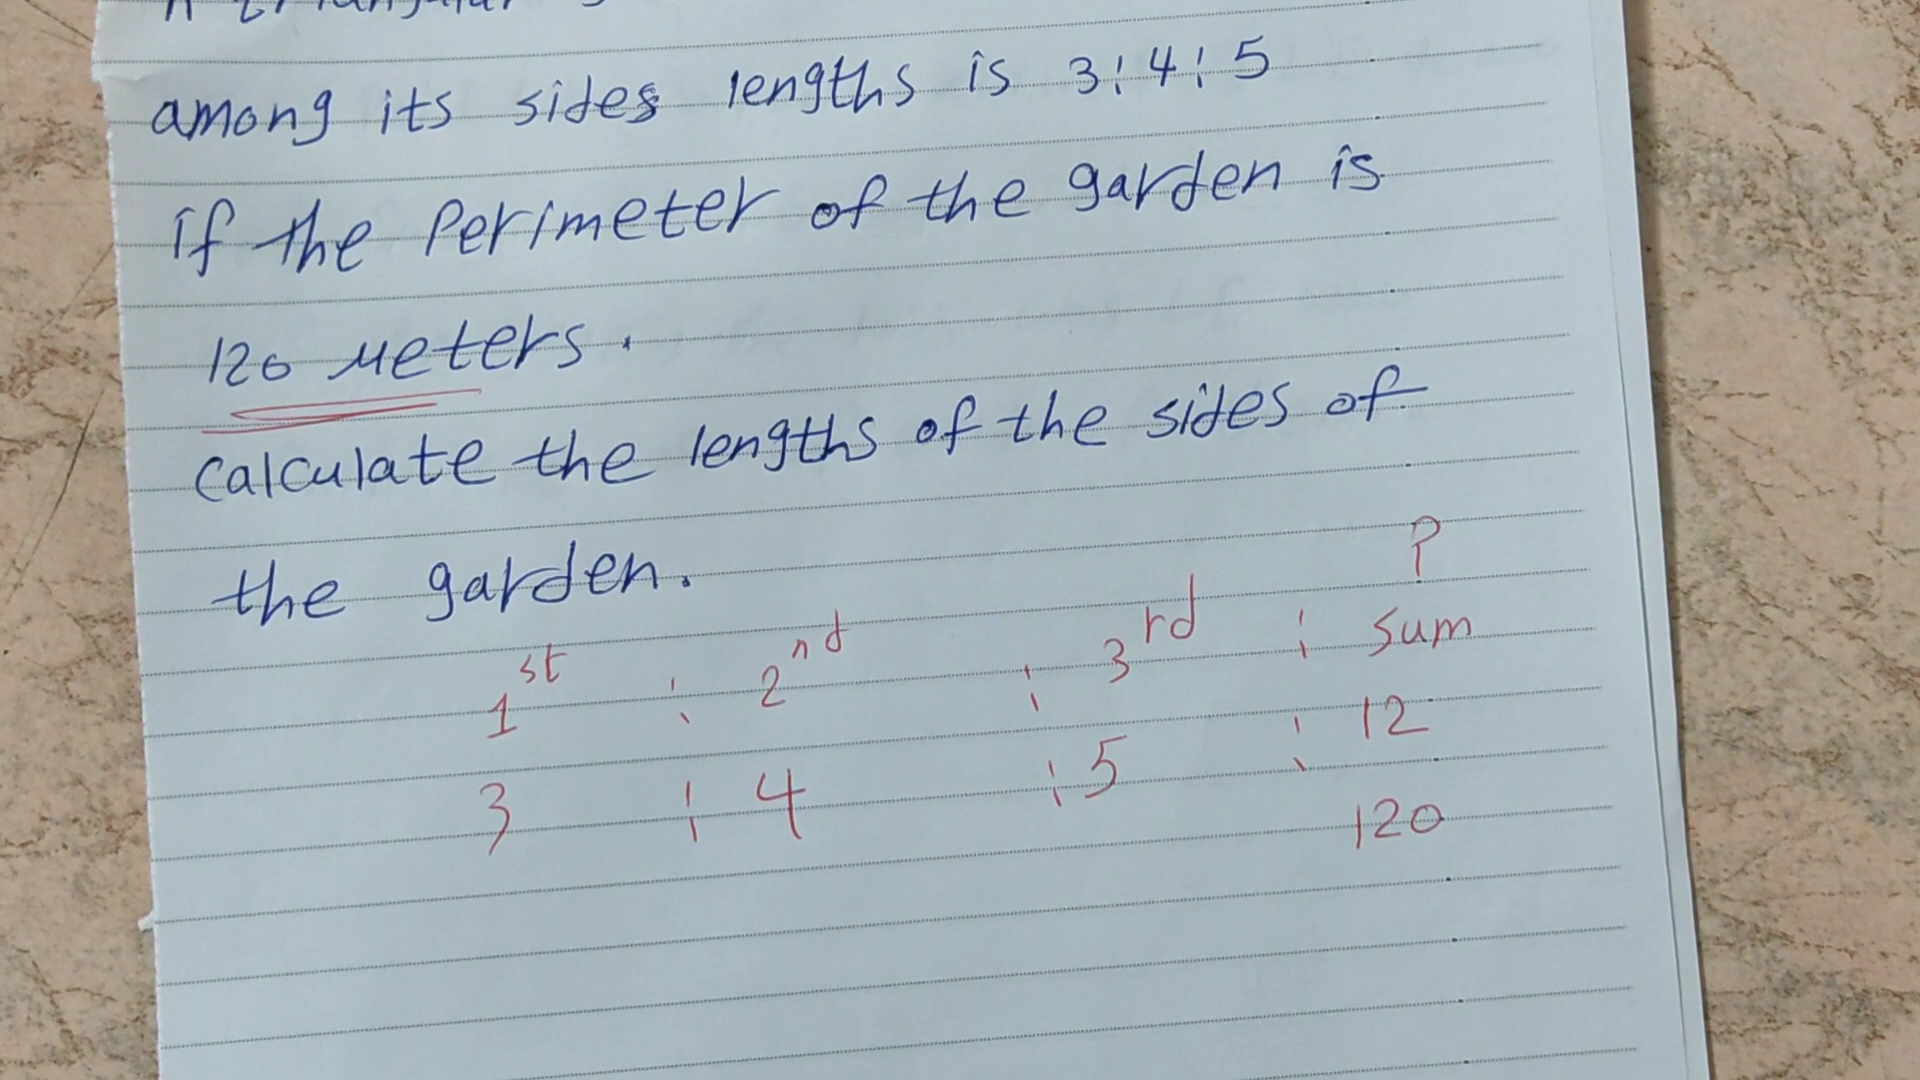 among its sides lengths is 3:4:5
if the Perimeter of the garden is
120 Meters.
calculate the lengths of the sides of
the garden.
P
1st : 2nd : 3rd : sum
3 : 4 : 5 : 12
120